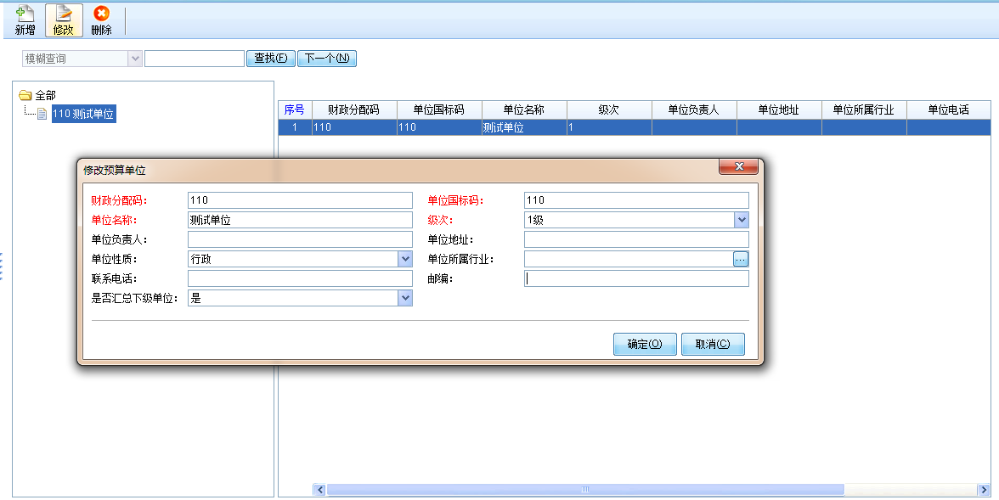 新增 修改 删除
模糊查询 查找(F) 下一个(N)
全部
110 测试单位
序号 财政分配码 单位国标码 单位名称 级次 单位负责人 单位地址 单位所属行业 单位电话
1 110 110 测试单位 1
修改预算单位
财政分配码: 110 单位国标码: 110
单位名称: 测试单位 级次: 1级
单位负责人: 单位地址:
单位性质: 行政 单位所属行业: ...
联系电话: 邮编:
是否汇总下级单位: 是
确定(O) 取消(C)